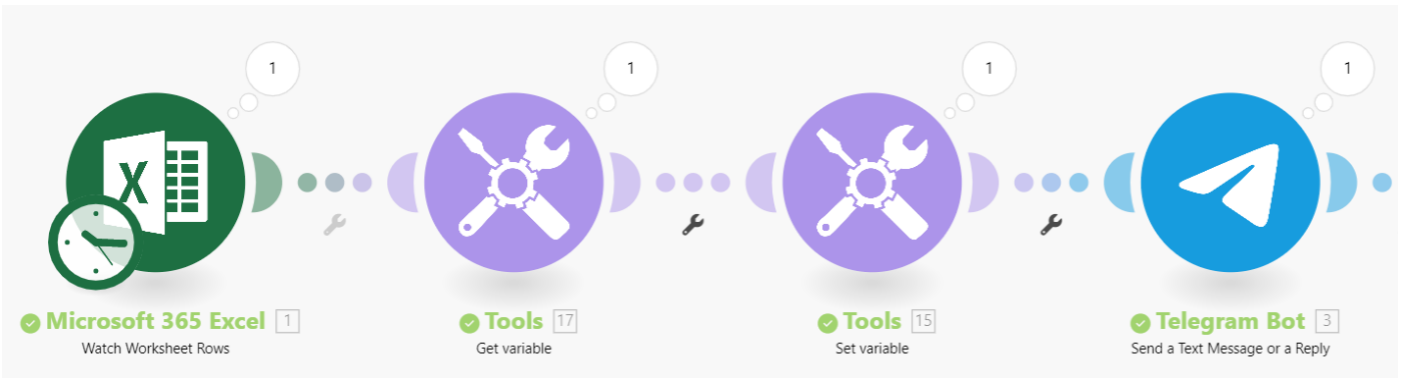 1
1
1
1
X
Microsoft 365 Excel 1
Watch Worksheet Rows
Tools 17
Get variable
Tools 15
Set variable
Telegram Bot 3
Send a Text Message or a Reply